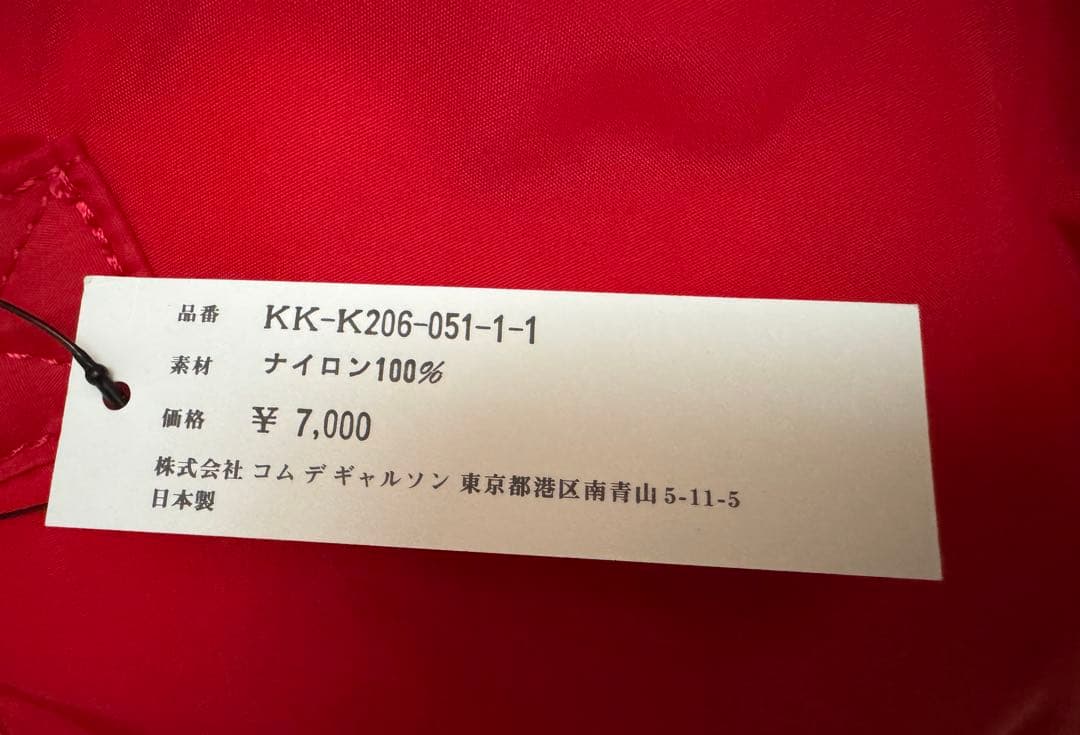 品番 KK-K206-051-1-1
素材 ナイロン100%
価格 ¥ 7,000
株式会社 コム デ ギャルソン 東京都港区南青山 5-11-5
日本製